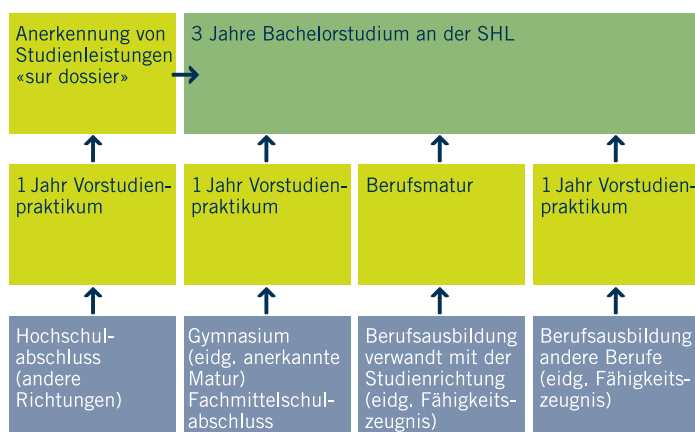 Anerkennung von
Studienleistungen
«sur dossier»
3 Jahre Bachelorstudium an der SHL
1 Jahr Vorstudien-
praktikum
1 Jahr Vorstudien-
praktikum
Berufsmatur
1 Jahr Vorstudien-
praktikum
Hochschul-
abschluss
(andere
Richtungen)
Gymnasium
(eidg. anerkannte
Matur)
Fachmittelschul-
abschluss
Berufsausbildung
verwandt mit der
Studienrichtung
(eidg. Fähigkeits-
zeugnis)
Berufsausbildung
andere Berufe
(eidg. Fähigkeits-
zeugnis)